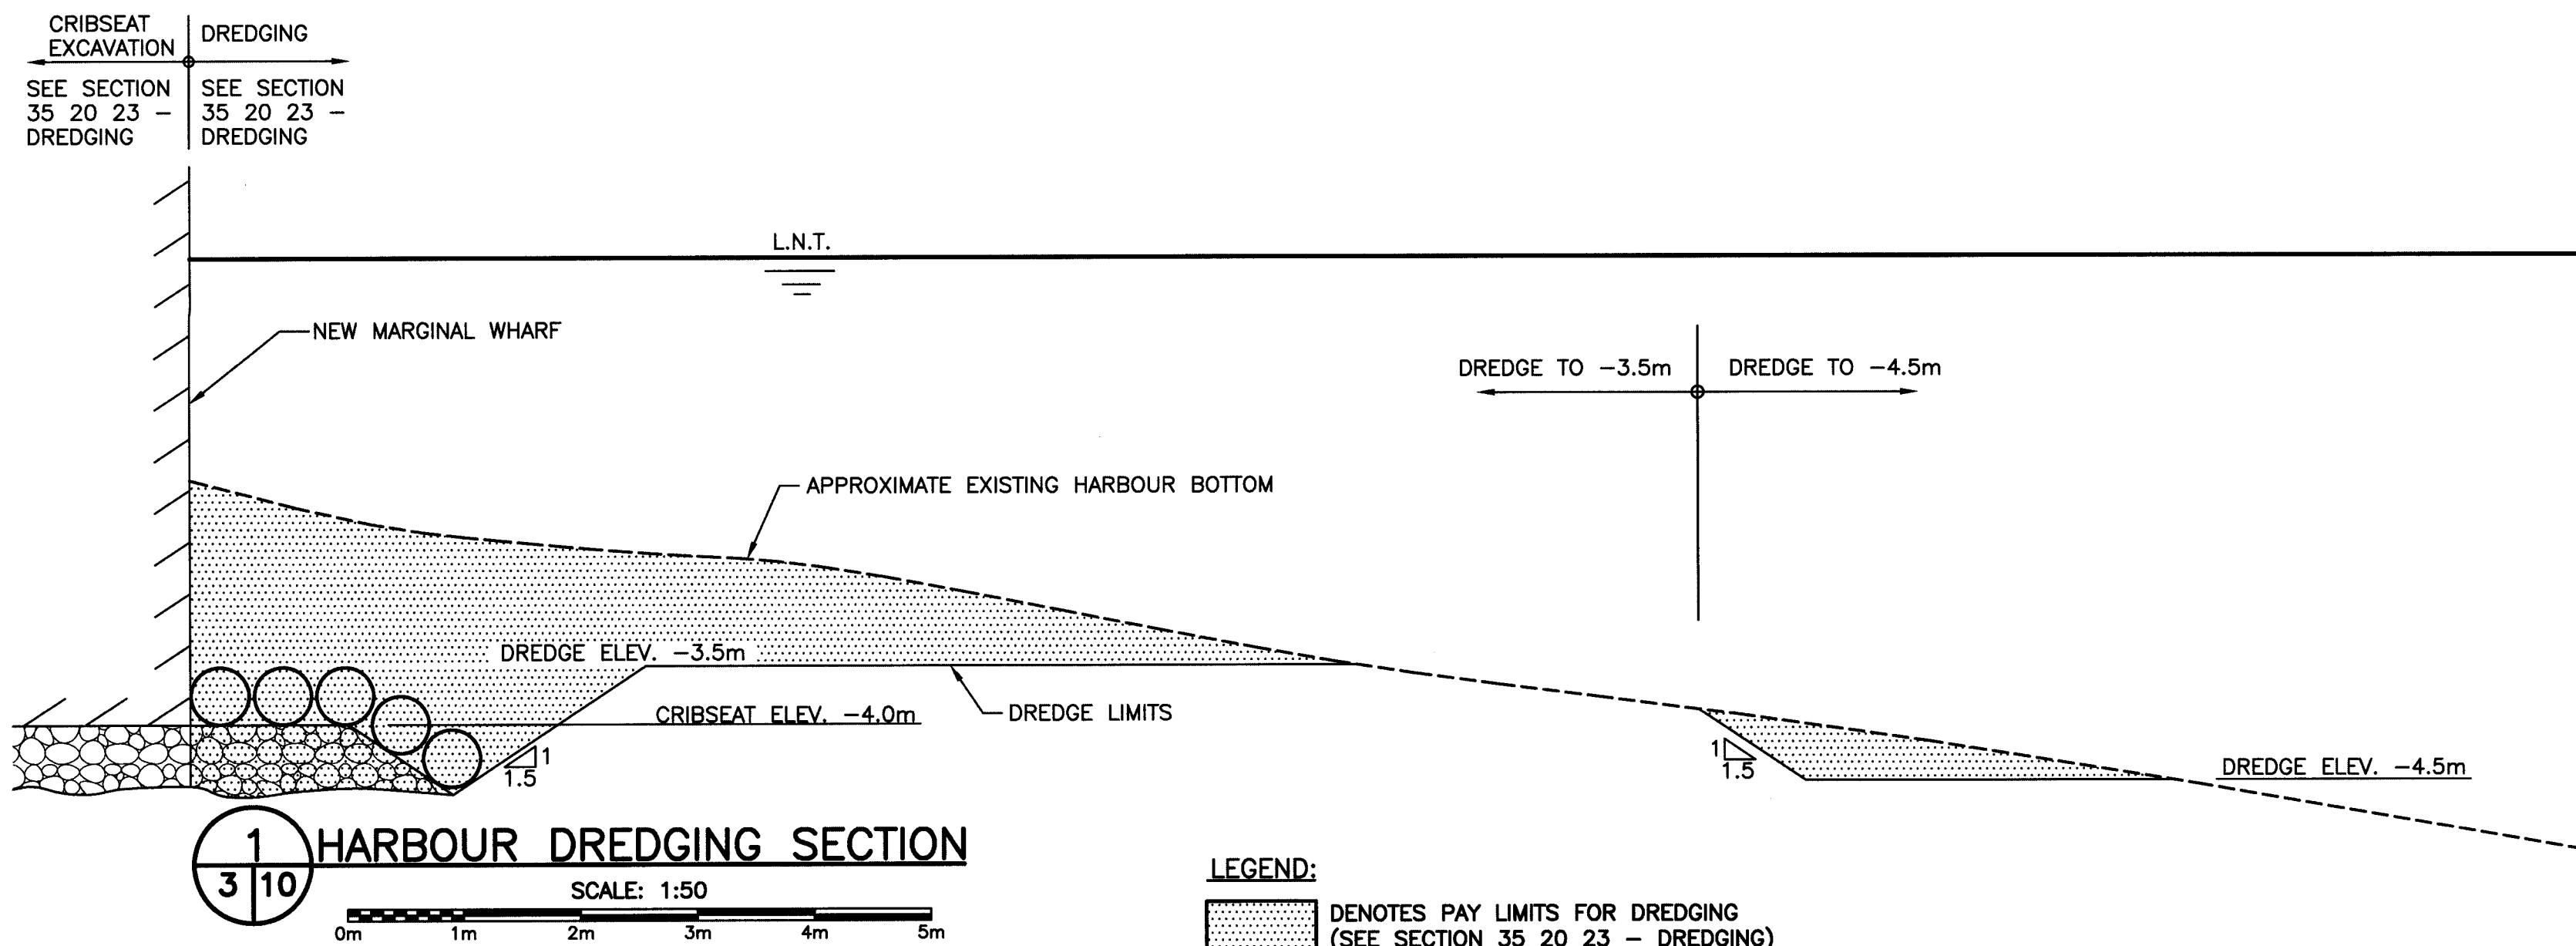 CRIBSEAT
EXCAVATION
DREDGING
SEE SECTION
35 20 23 –
DREDGING
SEE SECTION
35 20 23 –
DREDGING
L.N.T.
NEW MARGINAL WHARF
DREDGE TO –3.5m
DREDGE TO –4.5m
APPROXIMATE EXISTING HARBOUR BOTTOM
DREDGE ELEV. –3.5m
CRIBSEAT ELEV. –4.0m
DREDGE LIMITS
1
1.5
1
1.5
DREDGE ELEV. –4.5m
1
3 10
HARBOUR DREDGING SECTION
SCALE: 1:50
0m 1m 2m 3m 4m 5m
LEGEND:
DENOTES PAY LIMITS FOR DREDGING
(SEE SECTION 35 20 23 – DREDGING)